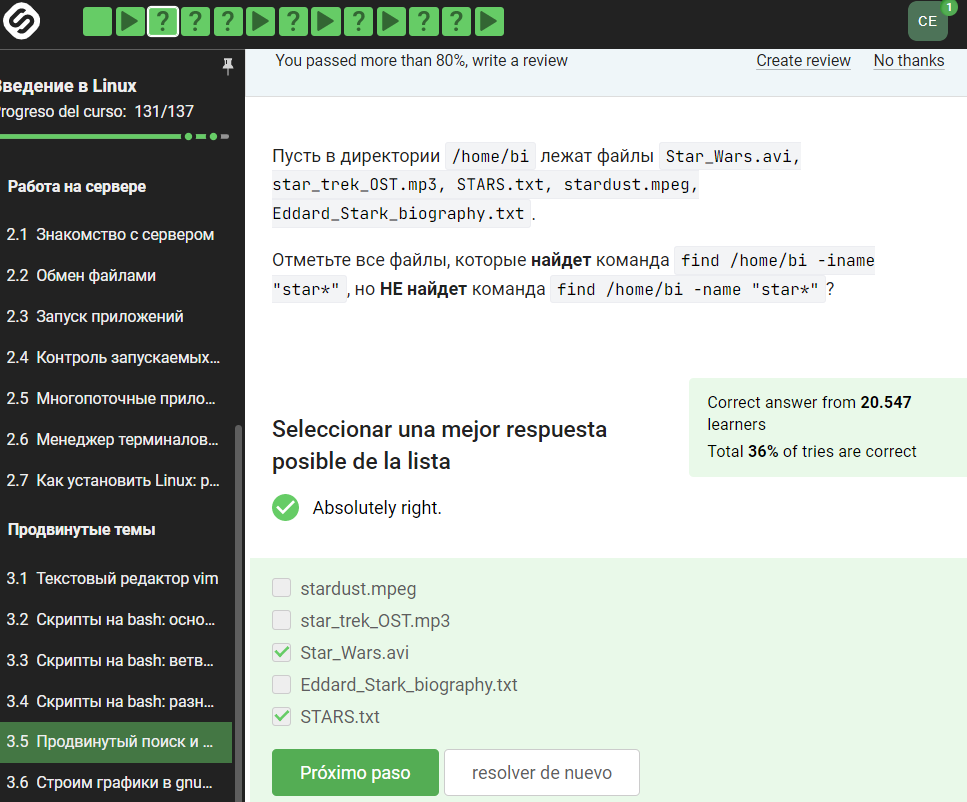 ? ? ? ? ? ? ?
CE
1
Введение в Linux
Progreso del curso: 131/137
Работа на сервере
2.1 Знакомство с сервером
2.2 Обмен файлами
2.3 Запуск приложений
2.4 Контроль запускаемых...
2.5 Многопоточные прило...
2.6 Менеджер терминалов...
2.7 Как установить Linux: р...
Продвинутые темы
3.1 Текстовый редактор vim
3.2 Скрипты на bash: осно...
3.3 Скрипты на bash: ветв...
3.4 Скрипты на bash: разн...
3.5 Продвинутый поиск и ...
3.6 Строим графики в gnu...
You passed more than 80%, write a review
Create review
No thanks
Пусть в директории /home/bi лежат файлы Star_Wars.avi,
star_trek_OST.mp3, STARS.txt, stardust.mpeg,
Eddard_Stark_biography.txt.
Отметьте все файлы, которые найдет команда find /home/bi -iname
"star*", но НЕ найдет команда find /home/bi -name "star*"?
Correct answer from 20.547
learners
Total 36% of tries are correct
Seleccionar una mejor respuesta
posible de la lista
Absolutely right.
stardust.mpeg
star_trek_OST.mp3
Star_Wars.avi
Eddard_Stark_biography.txt
STARS.txt
Próximo paso
resolver de nuevo